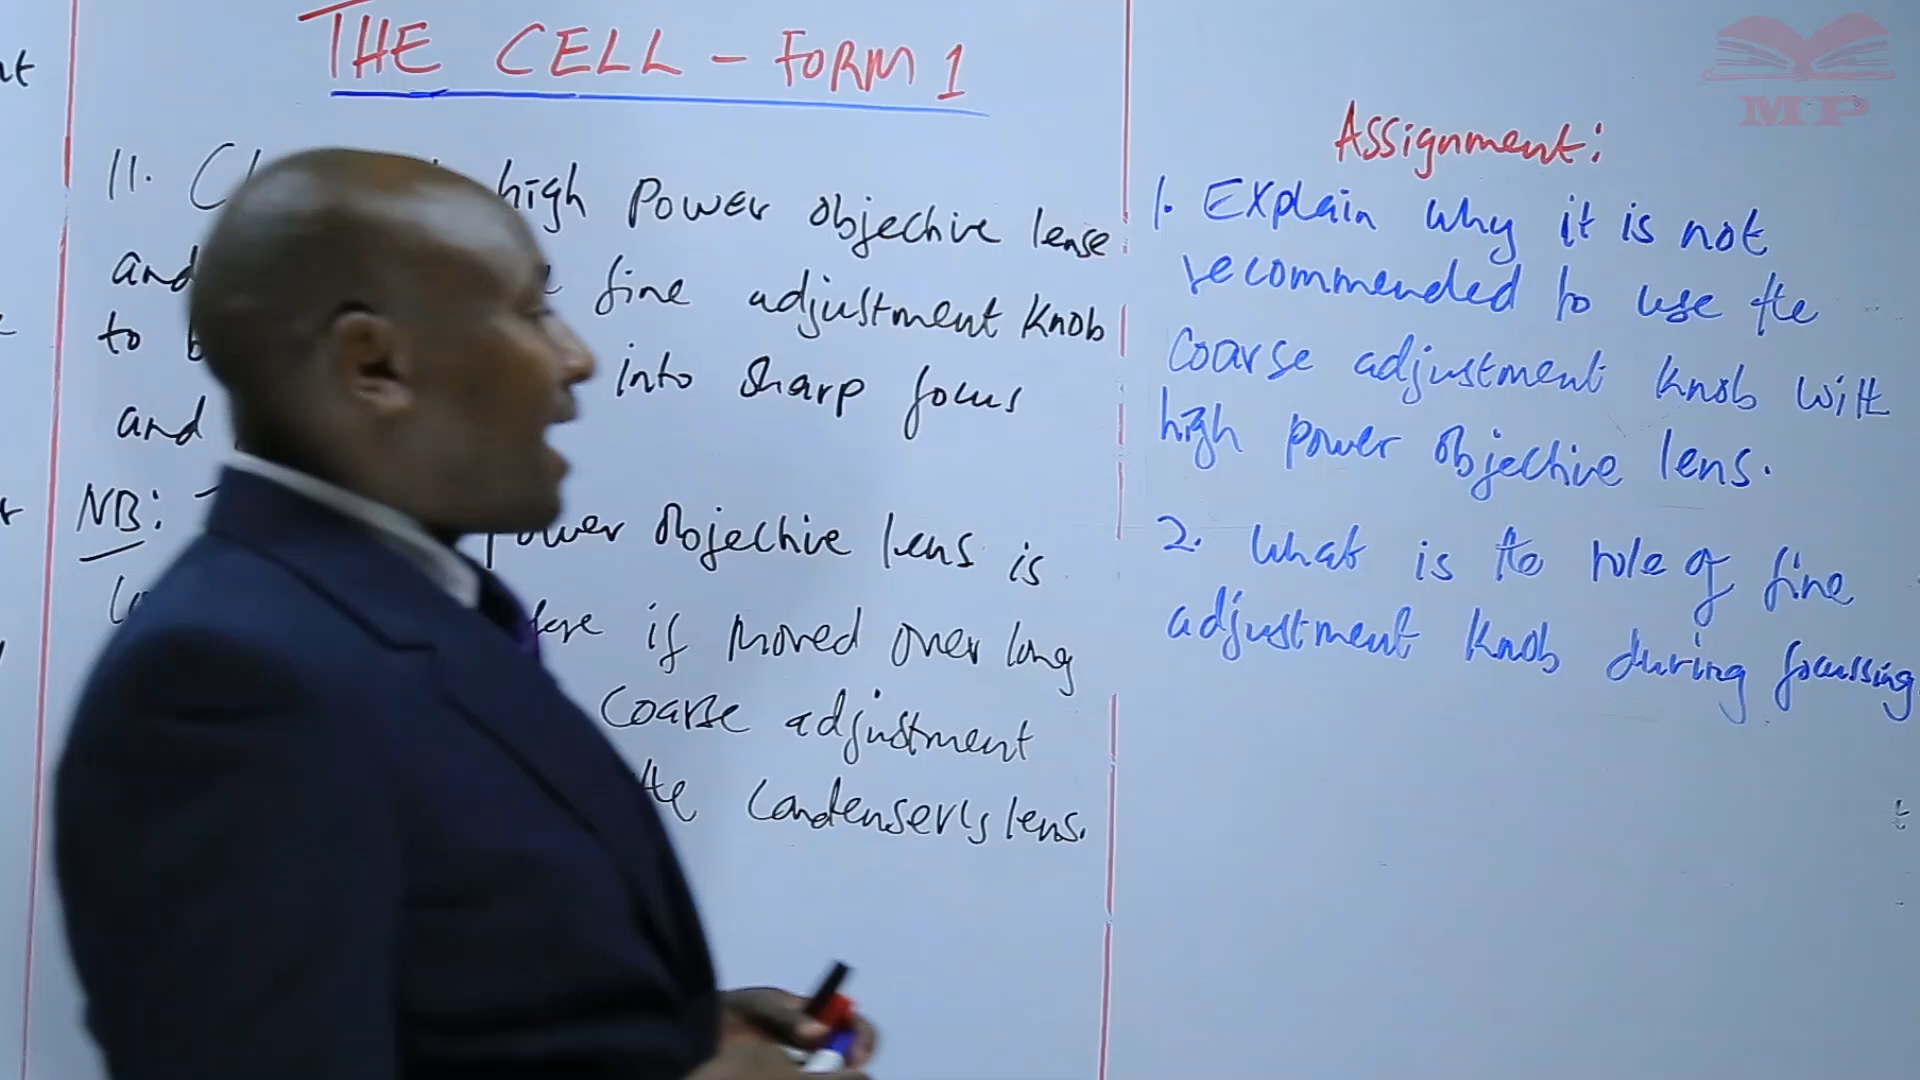 THE CELL - FORM 1
11. high Power objective lense
and fine adjustment Knob
to into sharp focus
and
NB: Power objective lens is
if moved over long
Coarse adjustment
the Condenser's lens.
Assignment:
1. Explain why it is not
recommended to use the
Coarse adjustment Knob with
high power objective lens.
2. What is the role of fine
adjustment Knob during focussing
MP